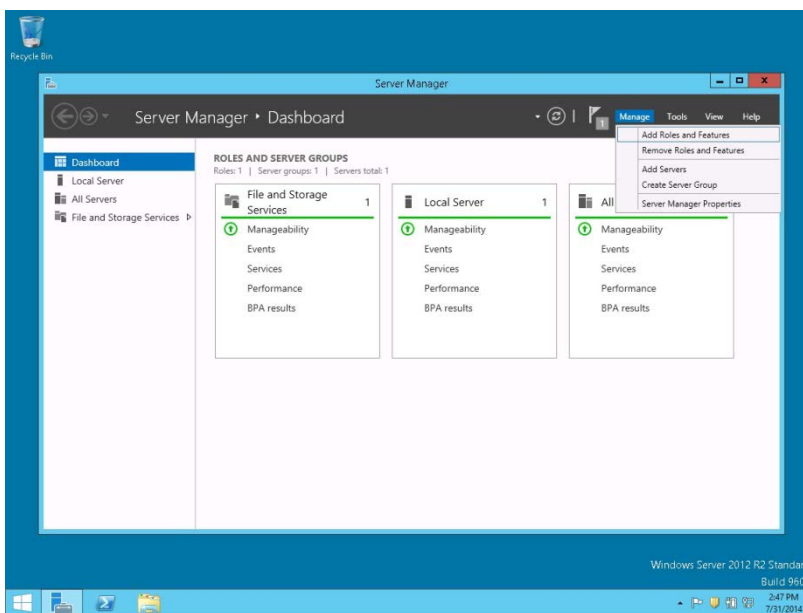 Recycle Bin
Server Manager
Server Manager • Dashboard
1
Manage Tools View Help
Add Roles and Features
Remove Roles and Features
Add Servers
Create Server Group
Server Manager Properties
Dashboard
Local Server
All Servers
File and Storage Services
ROLES AND SERVER GROUPS
Roles: 1 | Server groups: 1 | Servers total: 1
File and Storage
Services
1
Manageability
Events
Services
Performance
BPA results
Local Server 1
Manageability
Events
Services
Performance
BPA results
All
Manageability
Events
Services
Performance
BPA results
Windows Server 2012 R2 Standar
Build 960
2:47 PM
7/31/2014